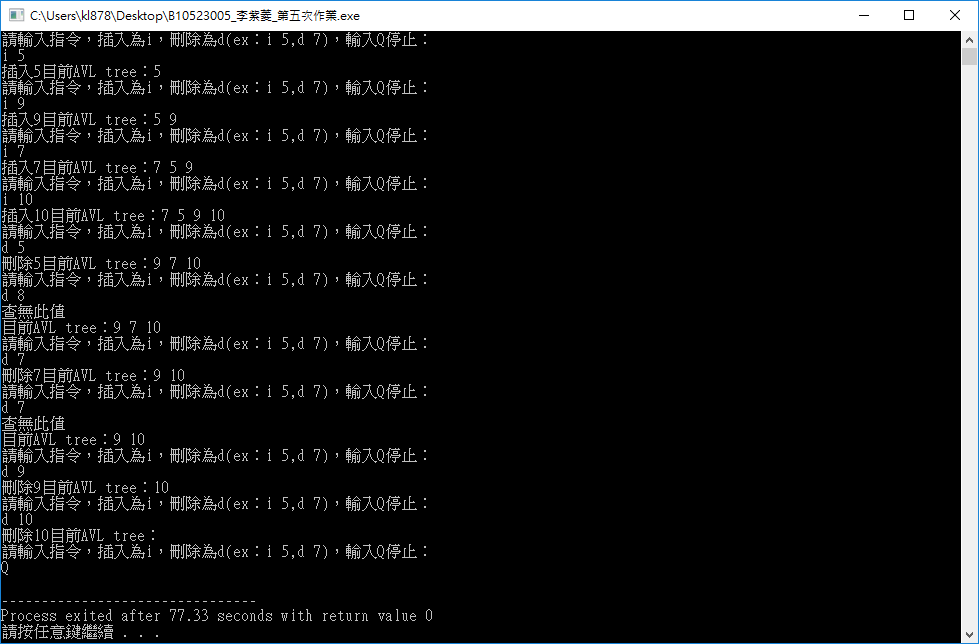 C:\Users\kl878\Desktop\B10523005_李紫菱_第五次作業.exe
請輸入指令，插入為i，刪除為d(ex：i 5,d 7)，輸入Q停止：
i 5
插入5目前AVL tree：5
請輸入指令，插入為i，刪除為d(ex：i 5,d 7)，輸入Q停止：
i 9
插入9目前AVL tree：5 9
請輸入指令，插入為i，刪除為d(ex：i 5,d 7)，輸入Q停止：
i 7
插入7目前AVL tree：7 5 9
請輸入指令，插入為i，刪除為d(ex：i 5,d 7)，輸入Q停止：
i 10
插入10目前AVL tree：7 5 9 10
請輸入指令，插入為i，刪除為d(ex：i 5,d 7)，輸入Q停止：
d 5
刪除5目前AVL tree：9 7 10
請輸入指令，插入為i，刪除為d(ex：i 5,d 7)，輸入Q停止：
d 8
查無此值
目前AVL tree：9 7 10
請輸入指令，插入為i，刪除為d(ex：i 5,d 7)，輸入Q停止：
d 7
刪除7目前AVL tree：9 10
請輸入指令，插入為i，刪除為d(ex：i 5,d 7)，輸入Q停止：
d 7
查無此值
目前AVL tree：9 10
請輸入指令，插入為i，刪除為d(ex：i 5,d 7)，輸入Q停止：
d 9
刪除9目前AVL tree：10
請輸入指令，插入為i，刪除為d(ex：i 5,d 7)，輸入Q停止：
d 10
刪除10目前AVL tree：
請輸入指令，插入為i，刪除為d(ex：i 5,d 7)，輸入Q停止：
Q
--------------------------------
Process exited after 77.33 seconds with return value 0
請按任意鍵繼續 . . .